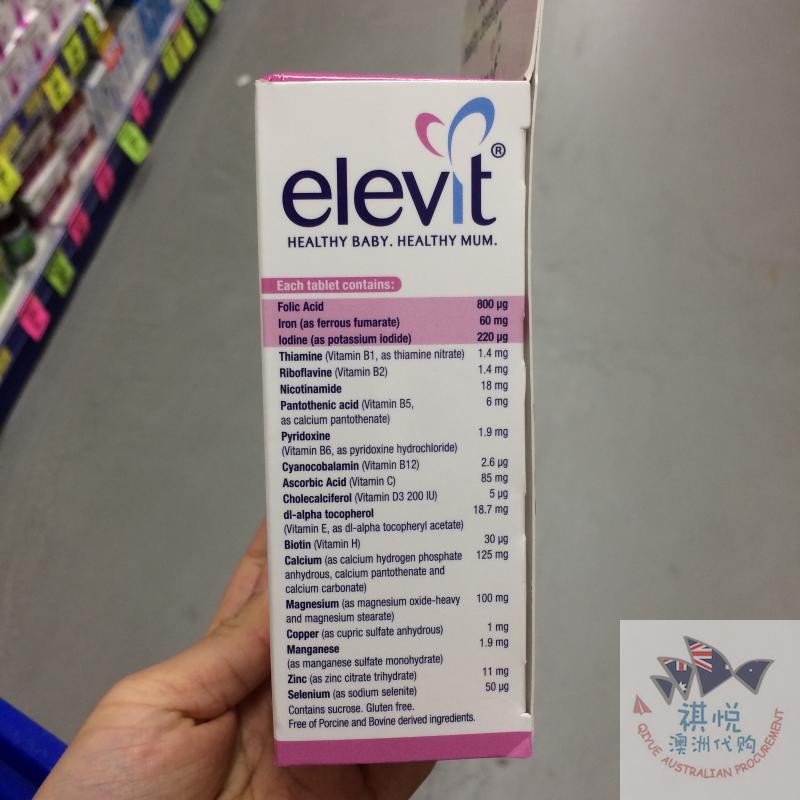 elevit®
HEALTHY BABY. HEALTHY MUM.
Each tablet contains:
Folic Acid 800 µg
Iron (as ferrous fumarate) 60 mg
Iodine (as potassium iodide) 220 µg
Thiamine (Vitamin B1, as thiamine nitrate) 1.4 mg
Riboflavine (Vitamin B2) 1.4 mg
Nicotinamide 18 mg
Pantothenic acid (Vitamin B5, 6 mg
as calcium pantothenate)
Pyridoxine 1.9 mg
(Vitamin B6, as pyridoxine hydrochloride)
Cyanocobalamin (Vitamin B12) 2.6 µg
Ascorbic Acid (Vitamin C) 85 mg
Cholecalciferol (Vitamin D3 200 IU) 5 µg
dl-alpha tocopherol 18.7 mg
(Vitamin E, as dl-alpha tocopheryl acetate)
Biotin (Vitamin H) 30 µg
Calcium (as calcium hydrogen phosphate 125 mg
anhydrous, calcium pantothenate and
calcium carbonate)
Magnesium (as magnesium oxide-heavy 100 mg
and magnesium stearate)
Copper (as cupric sulfate anhydrous) 1 mg
Manganese 1.9 mg
(as manganese sulfate monohydrate)
Zinc (as zinc citrate trihydrate) 11 mg
Selenium (as sodium selenite) 50 µg
Contains sucrose. Gluten free.
Free of Porcine and Bovine derived ingredients.
祺悦
澳洲代购
QIYUE AUSTRALIAN PROCUREMENT